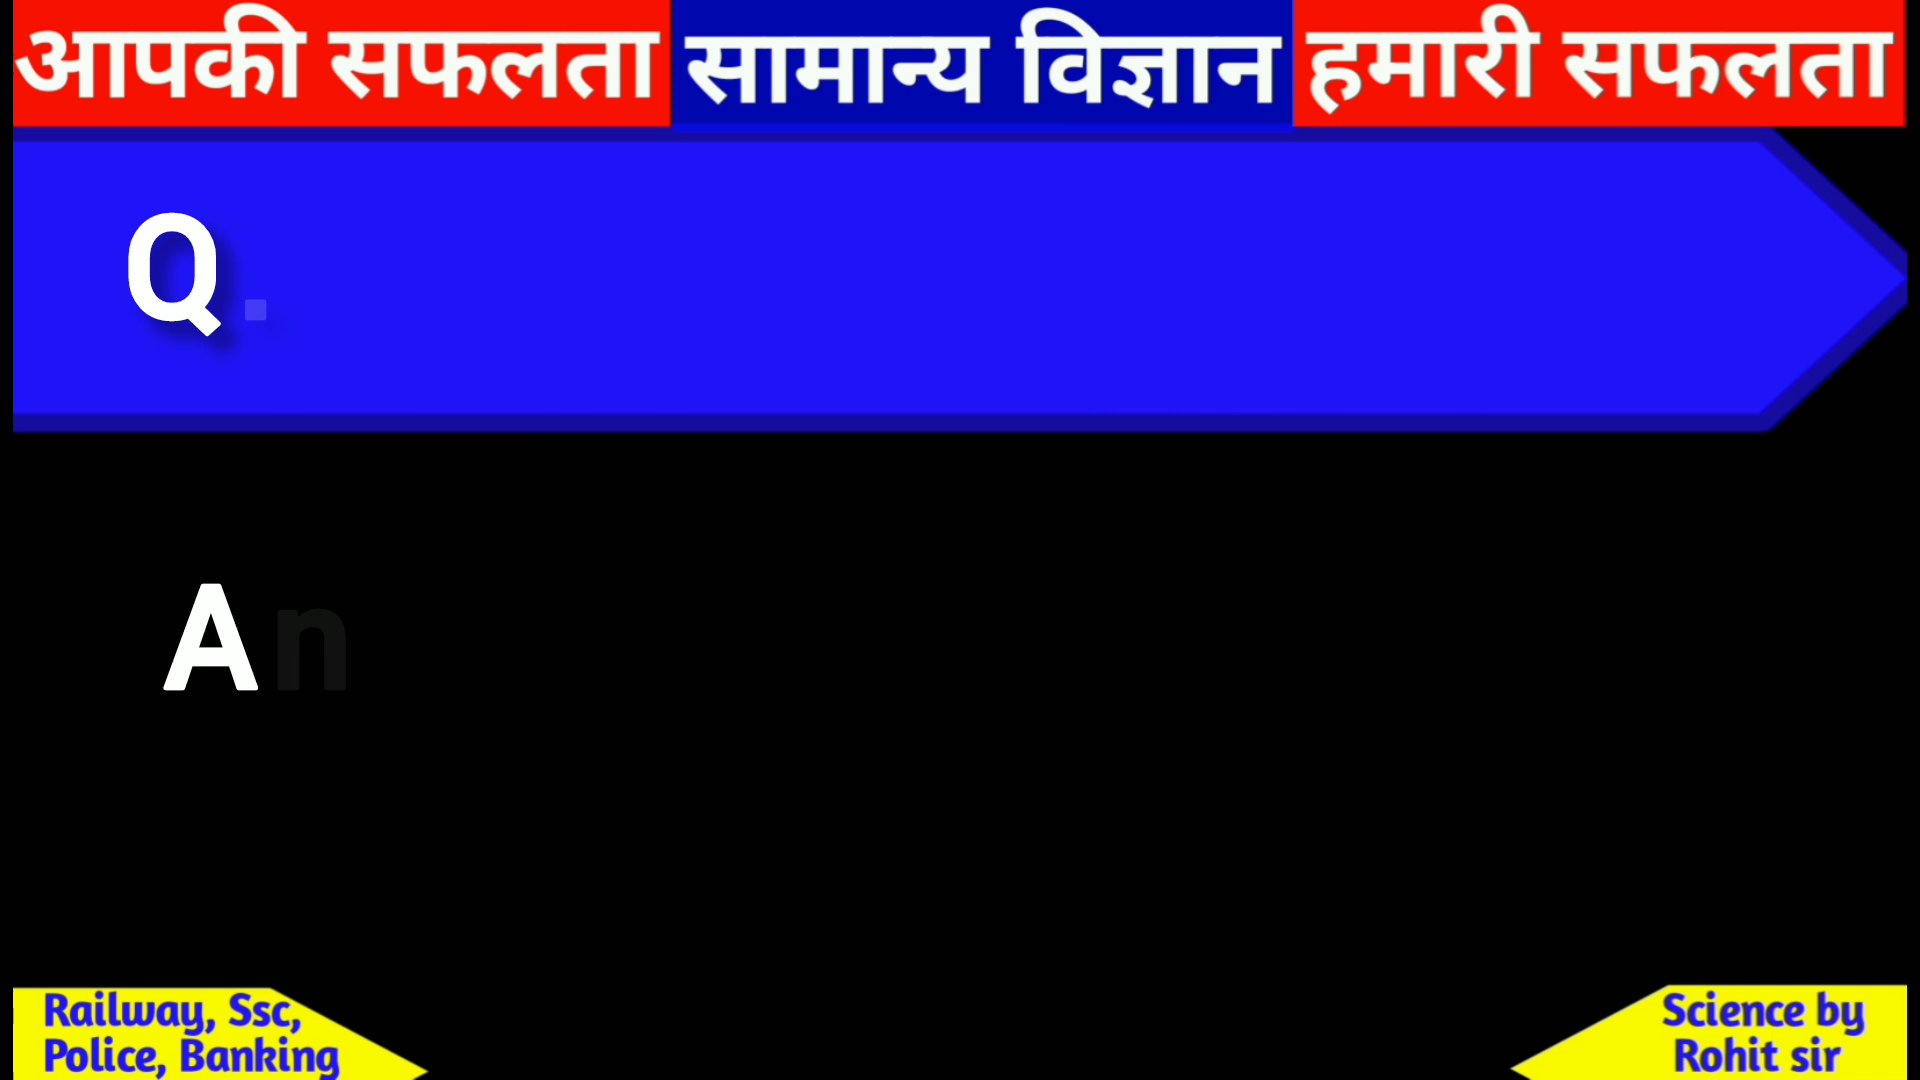 आपकी सफलता सामान्य विज्ञान हमारी सफलता
Q.
An
Railway, Ssc,
Police, Banking
Science by
Rohit sir